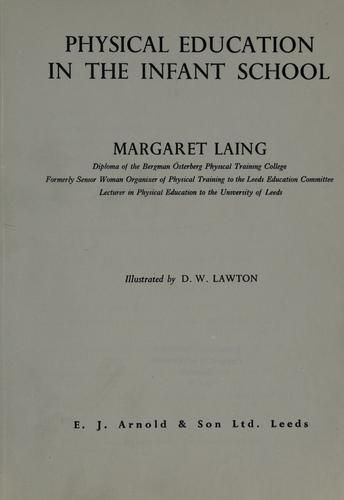 PHYSICAL EDUCATION
IN THE INFANT SCHOOL
MARGARET LAING
Diploma of the Bergman Österberg Physical Training College
Formerly Senior Woman Organizer of Physical Training to the Leeds Education Committee
Lecturer in Physical Education to the University of Leeds
Illustrated by D. W. LAWTON
E. J. Arnold & Son Ltd. Leeds